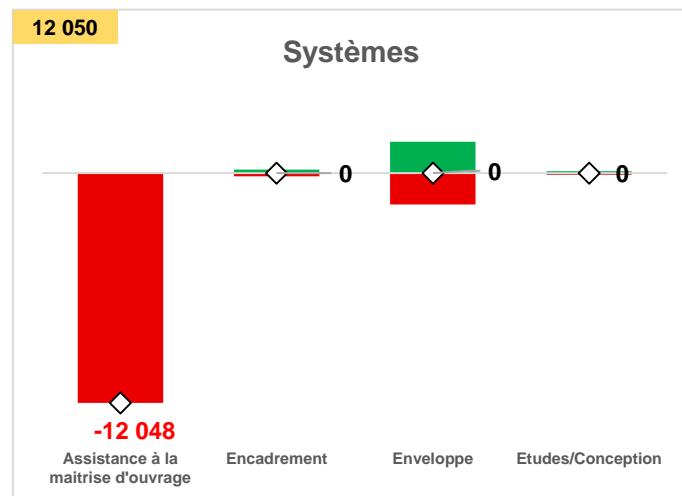 12 050
Systèmes
0
0
0
-12 048
Assistance à la
maitrise d'ouvrage
Encadrement
Enveloppe
Etudes/Conception